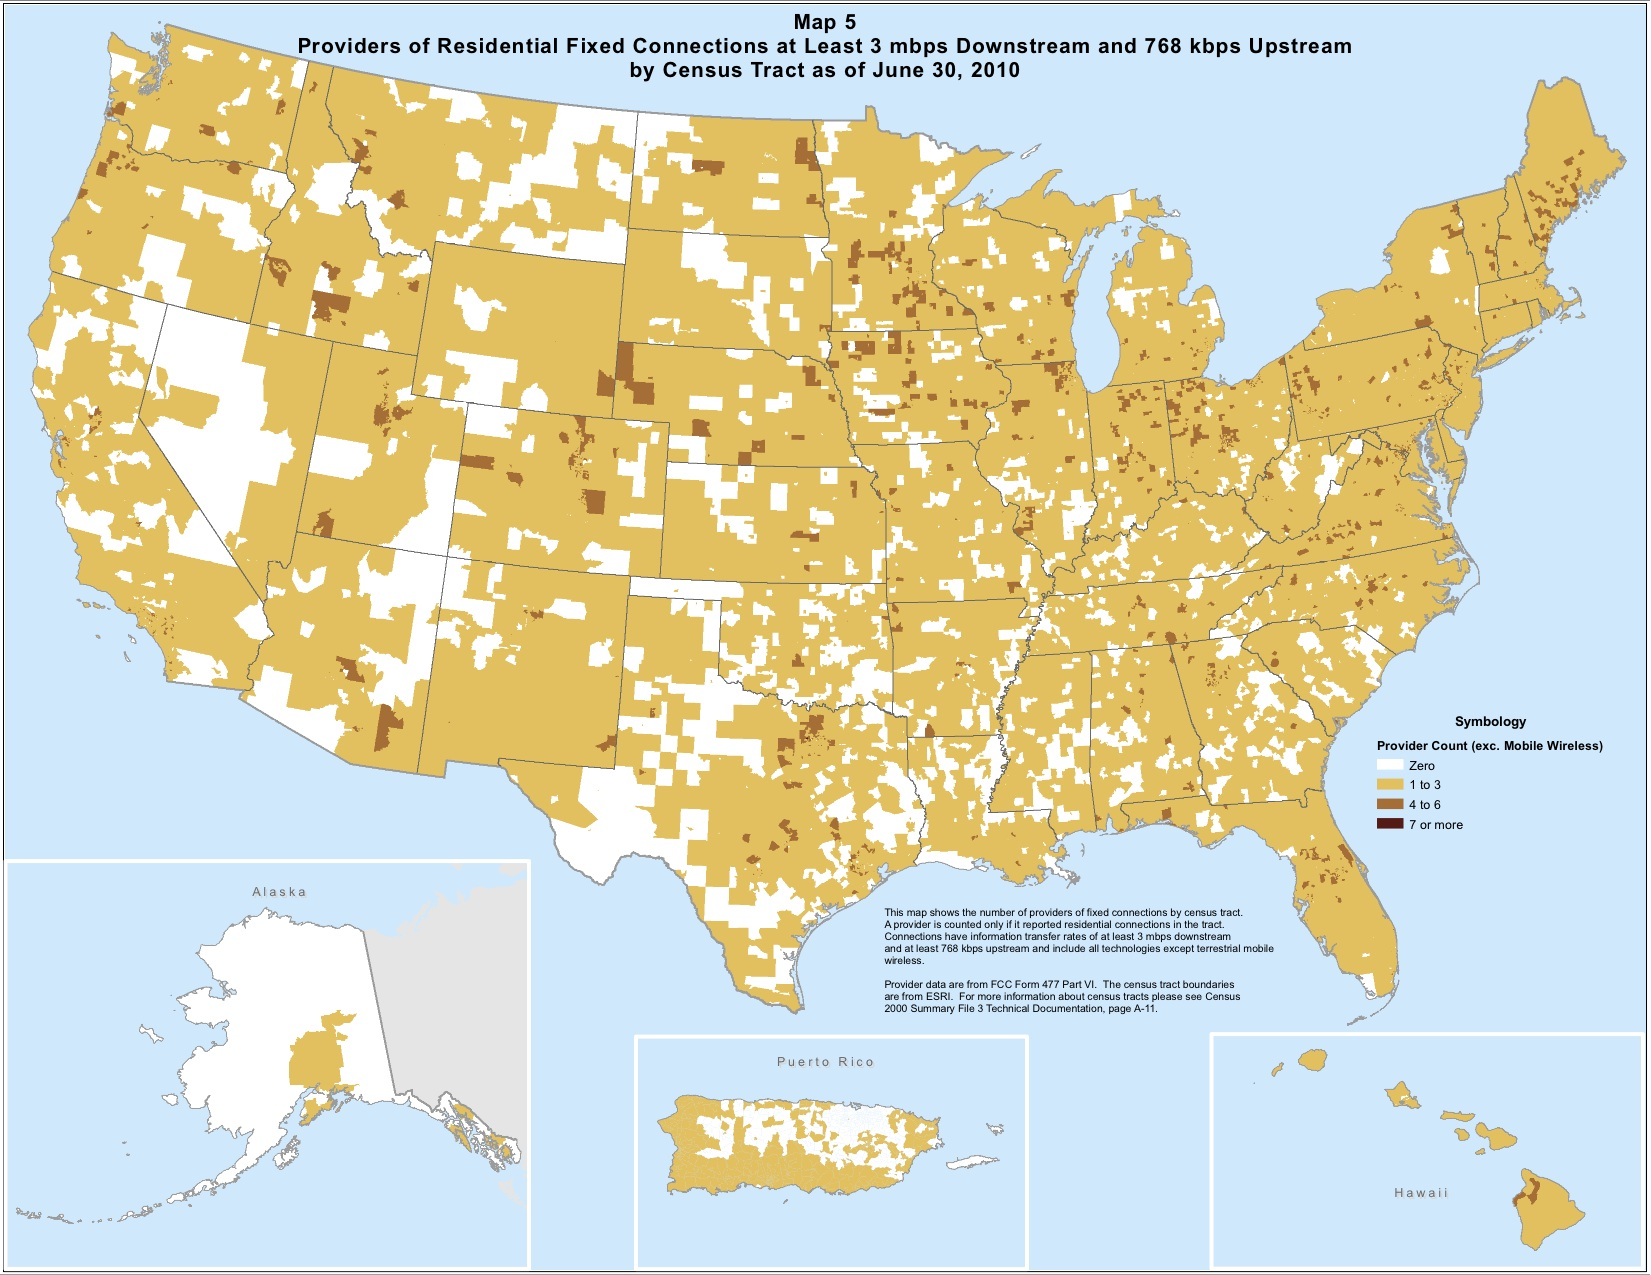 Map 5
Providers of Residential Fixed Connections at Least 3 mbps Downstream and 768 kbps Upstream
by Census Tract as of June 30, 2010
Symbology
Provider Count (exc. Mobile Wireless)
Zero
1 to 3
4 to 6
7 or more
Alaska
This map shows the number of providers of fixed connections by census tract.
A provider is counted only if it reported residential connections in the tract.
Connections have information transfer rates of at least 3 mbps downstream
and at least 768 kbps upstream and include all technologies except terrestrial mobile
wireless.
Provider data are from FCC Form 477 Part VI.  The census tract boundaries
are from ESRI.  For more information about census tracts please see Census
2000 Summary File 3 Technical Documentation, page A-11.
Puerto Rico
Hawaii